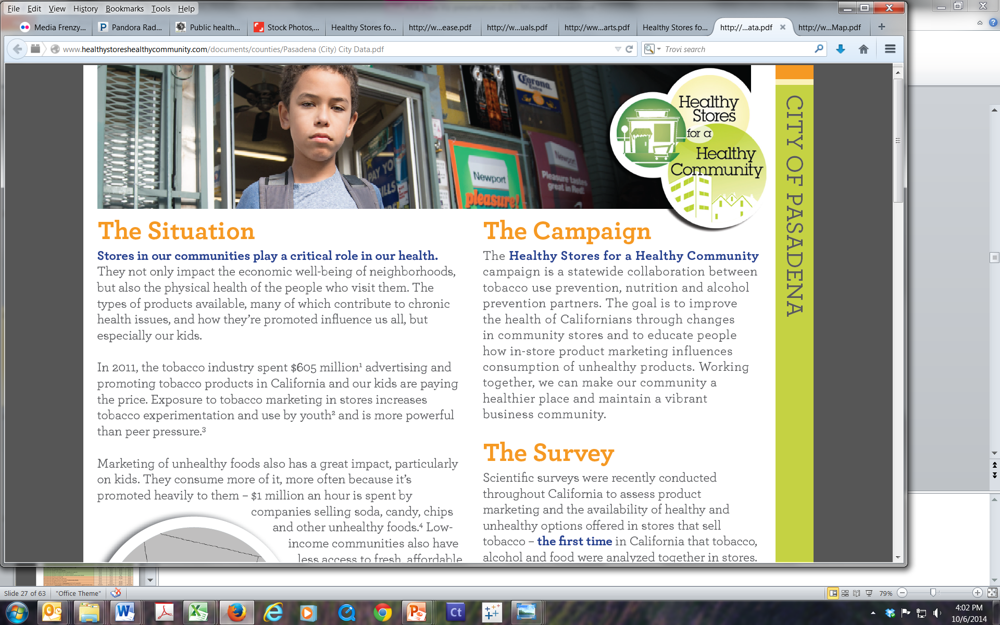 File Edit View History Bookmarks Tools Help
Media Frenzy...
Pandora Rad...
Public health...
Stock Photos,...
Healthy Stores fo...
http://w...ease.pdf
http://w...uals.pdf
http://ww...arts.pdf
Healthy Stores fo...
http://...ata.pdf
http://w...Map.pdf
www.healthystoreshealthycommunity.com/documents/counties/Pasadena (City) City Data.pdf
Trovi search
Corona
Extra
PAY YO
ILLS
Newport
pleasure!
Newport
Pleasure tastes
great in Red!
Healthy
Stores
for a
Healthy
Community
CITY OF PASADENA
The Situation
Stores in our communities play a critical role in our health.
They not only impact the economic well-being of neighborhoods,
but also the physical health of the people who visit them. The
types of products available, many of which contribute to chronic
health issues, and how they’re promoted influence us all, but
especially our kids.
In 2011, the tobacco industry spent $605 million¹ advertising and
promoting tobacco products in California and our kids are paying
the price. Exposure to tobacco marketing in stores increases
tobacco experimentation and use by youth² and is more powerful
than peer pressure.³
Marketing of unhealthy foods also has a great impact, particularly
on kids. They consume more of it, more often because it’s
promoted heavily to them – $1 million an hour is spent by
companies selling soda, candy, chips
and other unhealthy foods.⁴ Low-
income communities also have
less access to fresh, affordable
The Campaign
The Healthy Stores for a Healthy Community
campaign is a statewide collaboration between
tobacco use prevention, nutrition and alcohol
prevention partners. The goal is to improve
the health of Californians through changes
in community stores and to educate people
how in-store product marketing influences
consumption of unhealthy products. Working
together, we can make our community a
healthier place and maintain a vibrant
business community.
The Survey
Scientific surveys were recently conducted
throughout California to assess product
marketing and the availability of healthy and
unhealthy options offered in stores that sell
tobacco – the first time in California that tobacco,
alcohol and food were analyzed together in stores.
Slide 27 of 63
"Office Theme"
79%
Ct
4:02 PM
10/6/2014